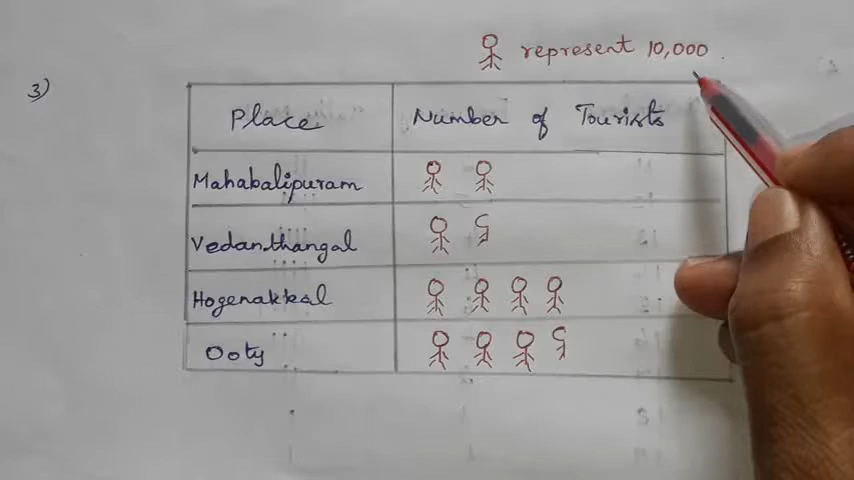 represent 10,000
3)
Place Number of Tourists
Mahabalipuram
Vedanthangal
Hogenakkal
Ooty